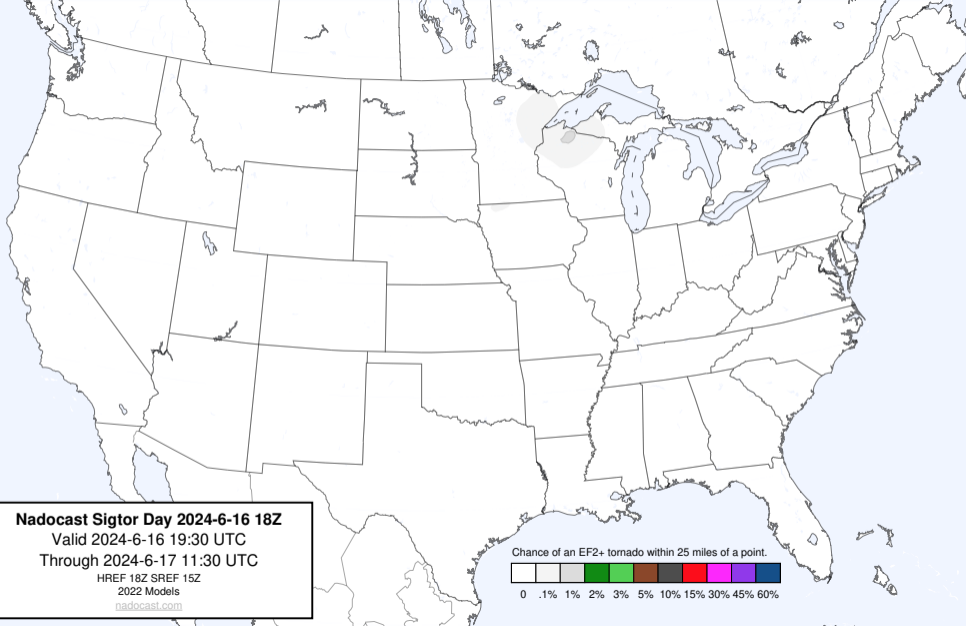 Nadocast Sigtor Day 2024-6-16 18Z
Valid 2024-6-16 19:30 UTC
Through 2024-6-17 11:30 UTC
HREF 18Z SREF 15Z
2022 Models
nadocast.com
Chance of an EF2+ tornado within 25 miles of a point.
0 .1% 1% 2% 3% 5% 10% 15% 30% 45% 60%